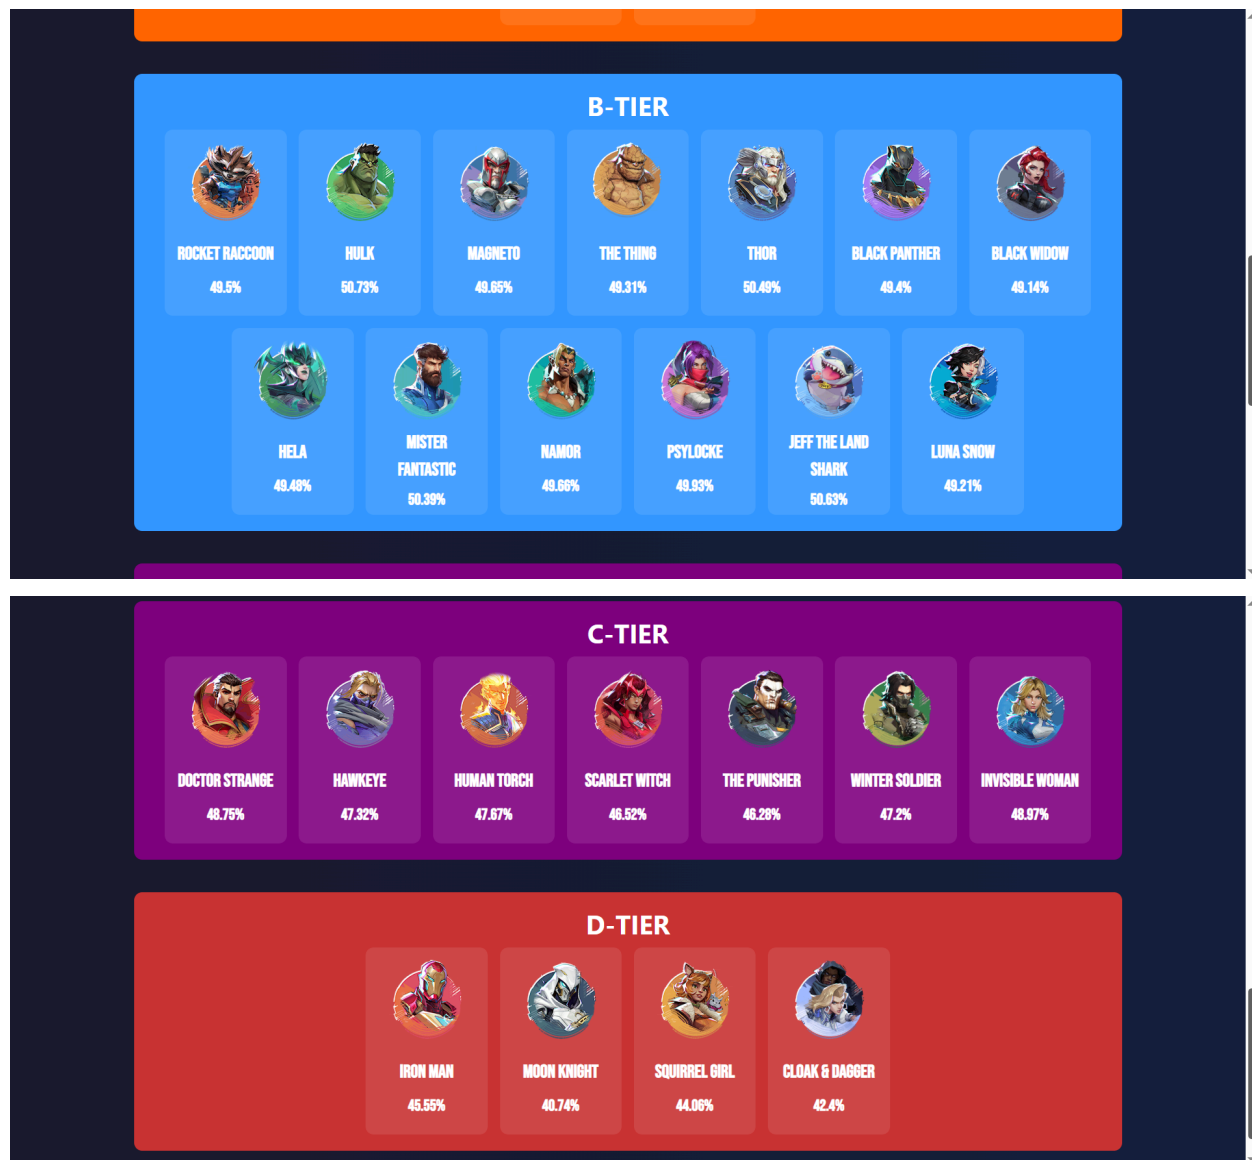 B-TIER
ROCKET RACCOON
49.5%
HULK
50.73%
MAGNETO
49.65%
THE THING
49.31%
THOR
50.49%
BLACK PANTHER
49.4%
BLACK WIDOW
49.14%
HELA
49.48%
MISTER
FANTASTIC
50.39%
NAMOR
49.66%
PSYLOCKE
49.93%
JEFF THE LAND
SHARK
50.63%
LUNA SNOW
49.21%
C-TIER
DOCTOR STRANGE
48.75%
HAWKEYE
47.32%
HUMAN TORCH
47.67%
SCARLET WITCH
46.52%
THE PUNISHER
46.28%
WINTER SOLDIER
47.2%
INVISIBLE WOMAN
48.97%
D-TIER
IRON MAN
45.55%
MOON KNIGHT
40.74%
SQUIRREL GIRL
44.06%
CLOAK & DAGGER
42.4%